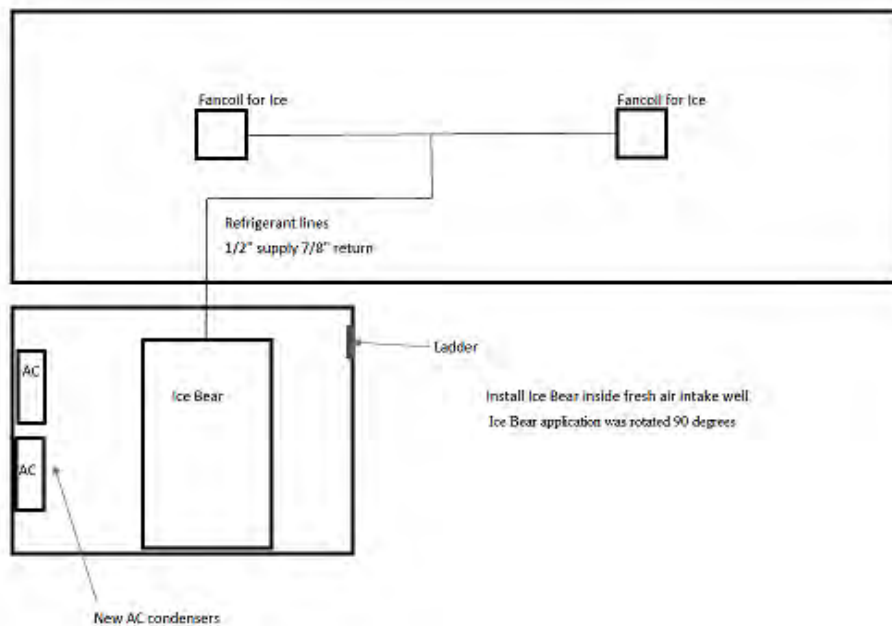 Fancoil for Ice
Fancoil for Ice
Refrigerant lines
1/2" supply 7/8" return
Ladder
AC
Ice Bear
Install Ice Bear inside fresh air intake well
Ice Bear application was rotated 90 degrees
AC
New AC condensers